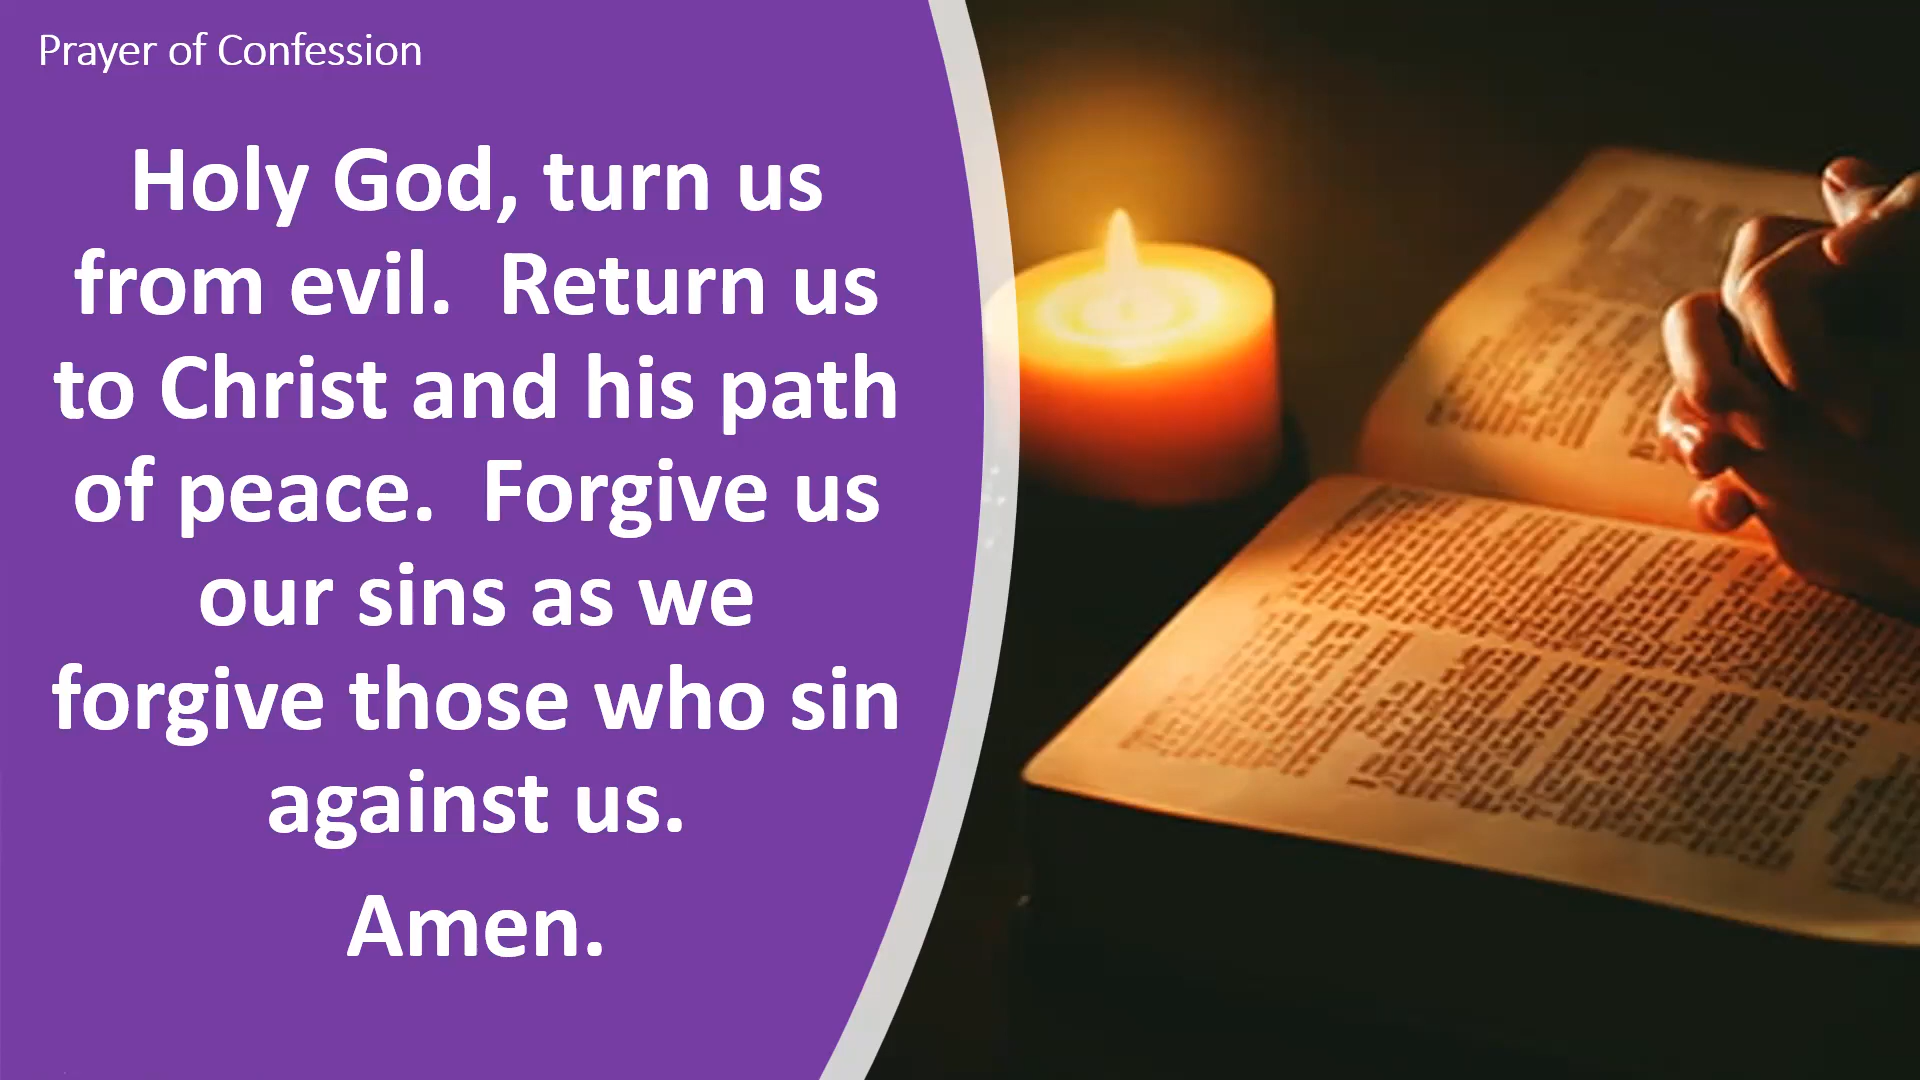 Prayer of Confession
Holy God, turn us
from evil.  Return us
to Christ and his path
of peace.  Forgive us
our sins as we
forgive those who sin
against us.
Amen.